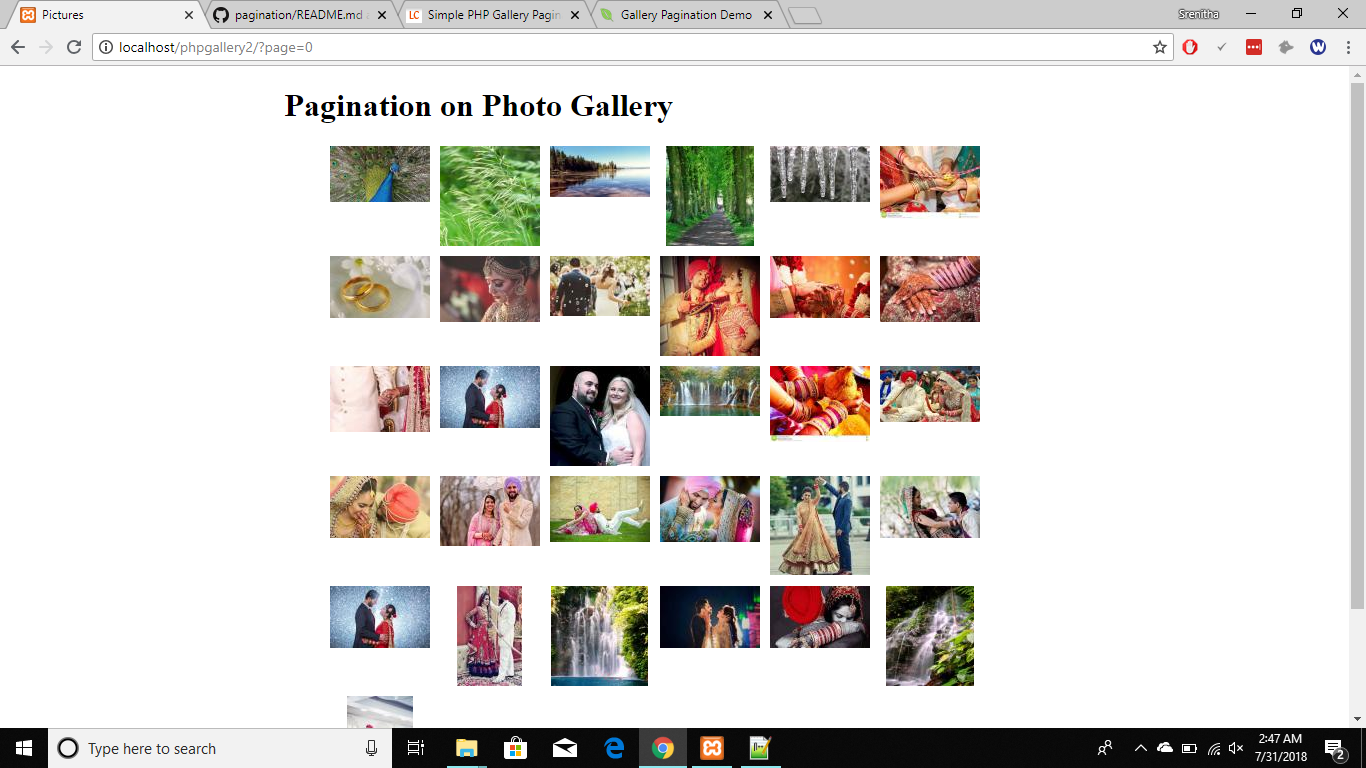 Pictures
pagination/README.md a
LC
Simple PHP Gallery Pagin
Gallery Pagination Demo
Srenitha
localhost/phpgallery2/?page=0
Pagination on Photo Gallery
Type here to search
2:47 AM
7/31/2018
2